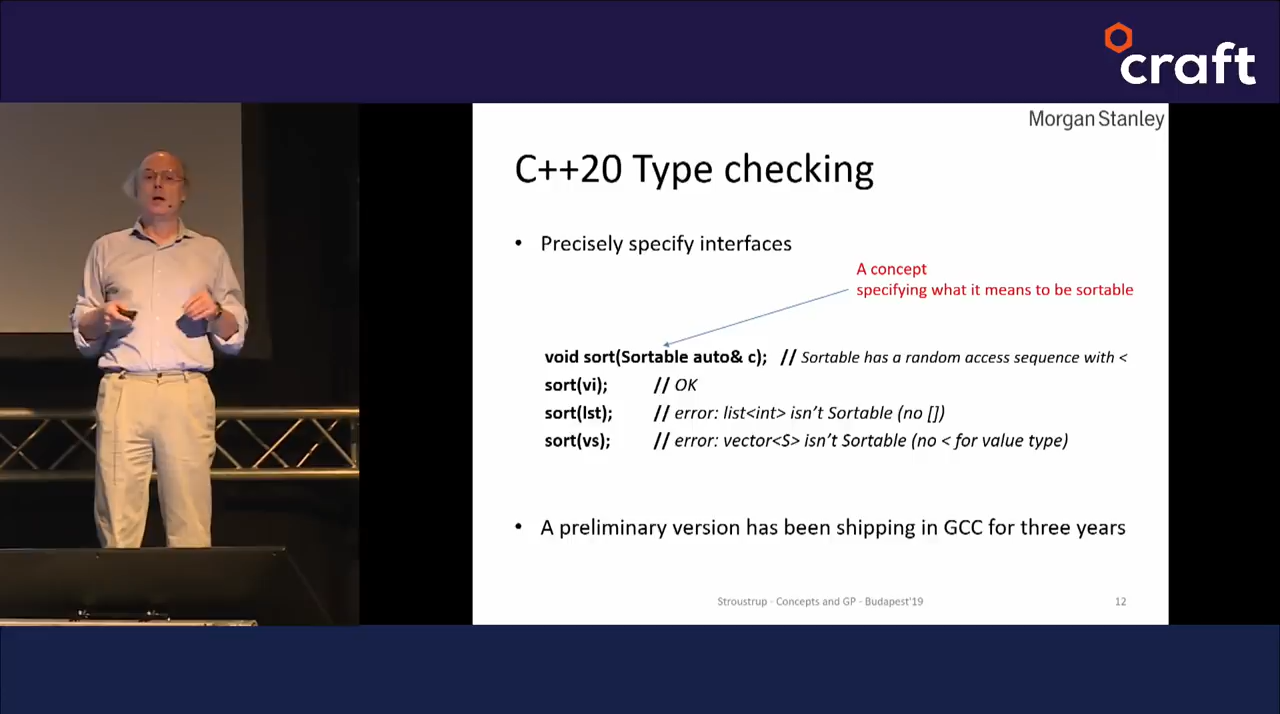 craft
Morgan Stanley
C++20 Type checking
• Precisely specify interfaces
A concept
specifying what it means to be sortable
void sort(Sortable auto& c); // Sortable has a random access sequence with <
sort(vi); // OK
sort(lst); // error: list<int> isn’t Sortable (no [])
sort(vs); // error: vector<S> isn’t Sortable (no < for value type)
• A preliminary version has been shipping in GCC for three years
Stroustrup - Concepts and GP - Budapest'19 12